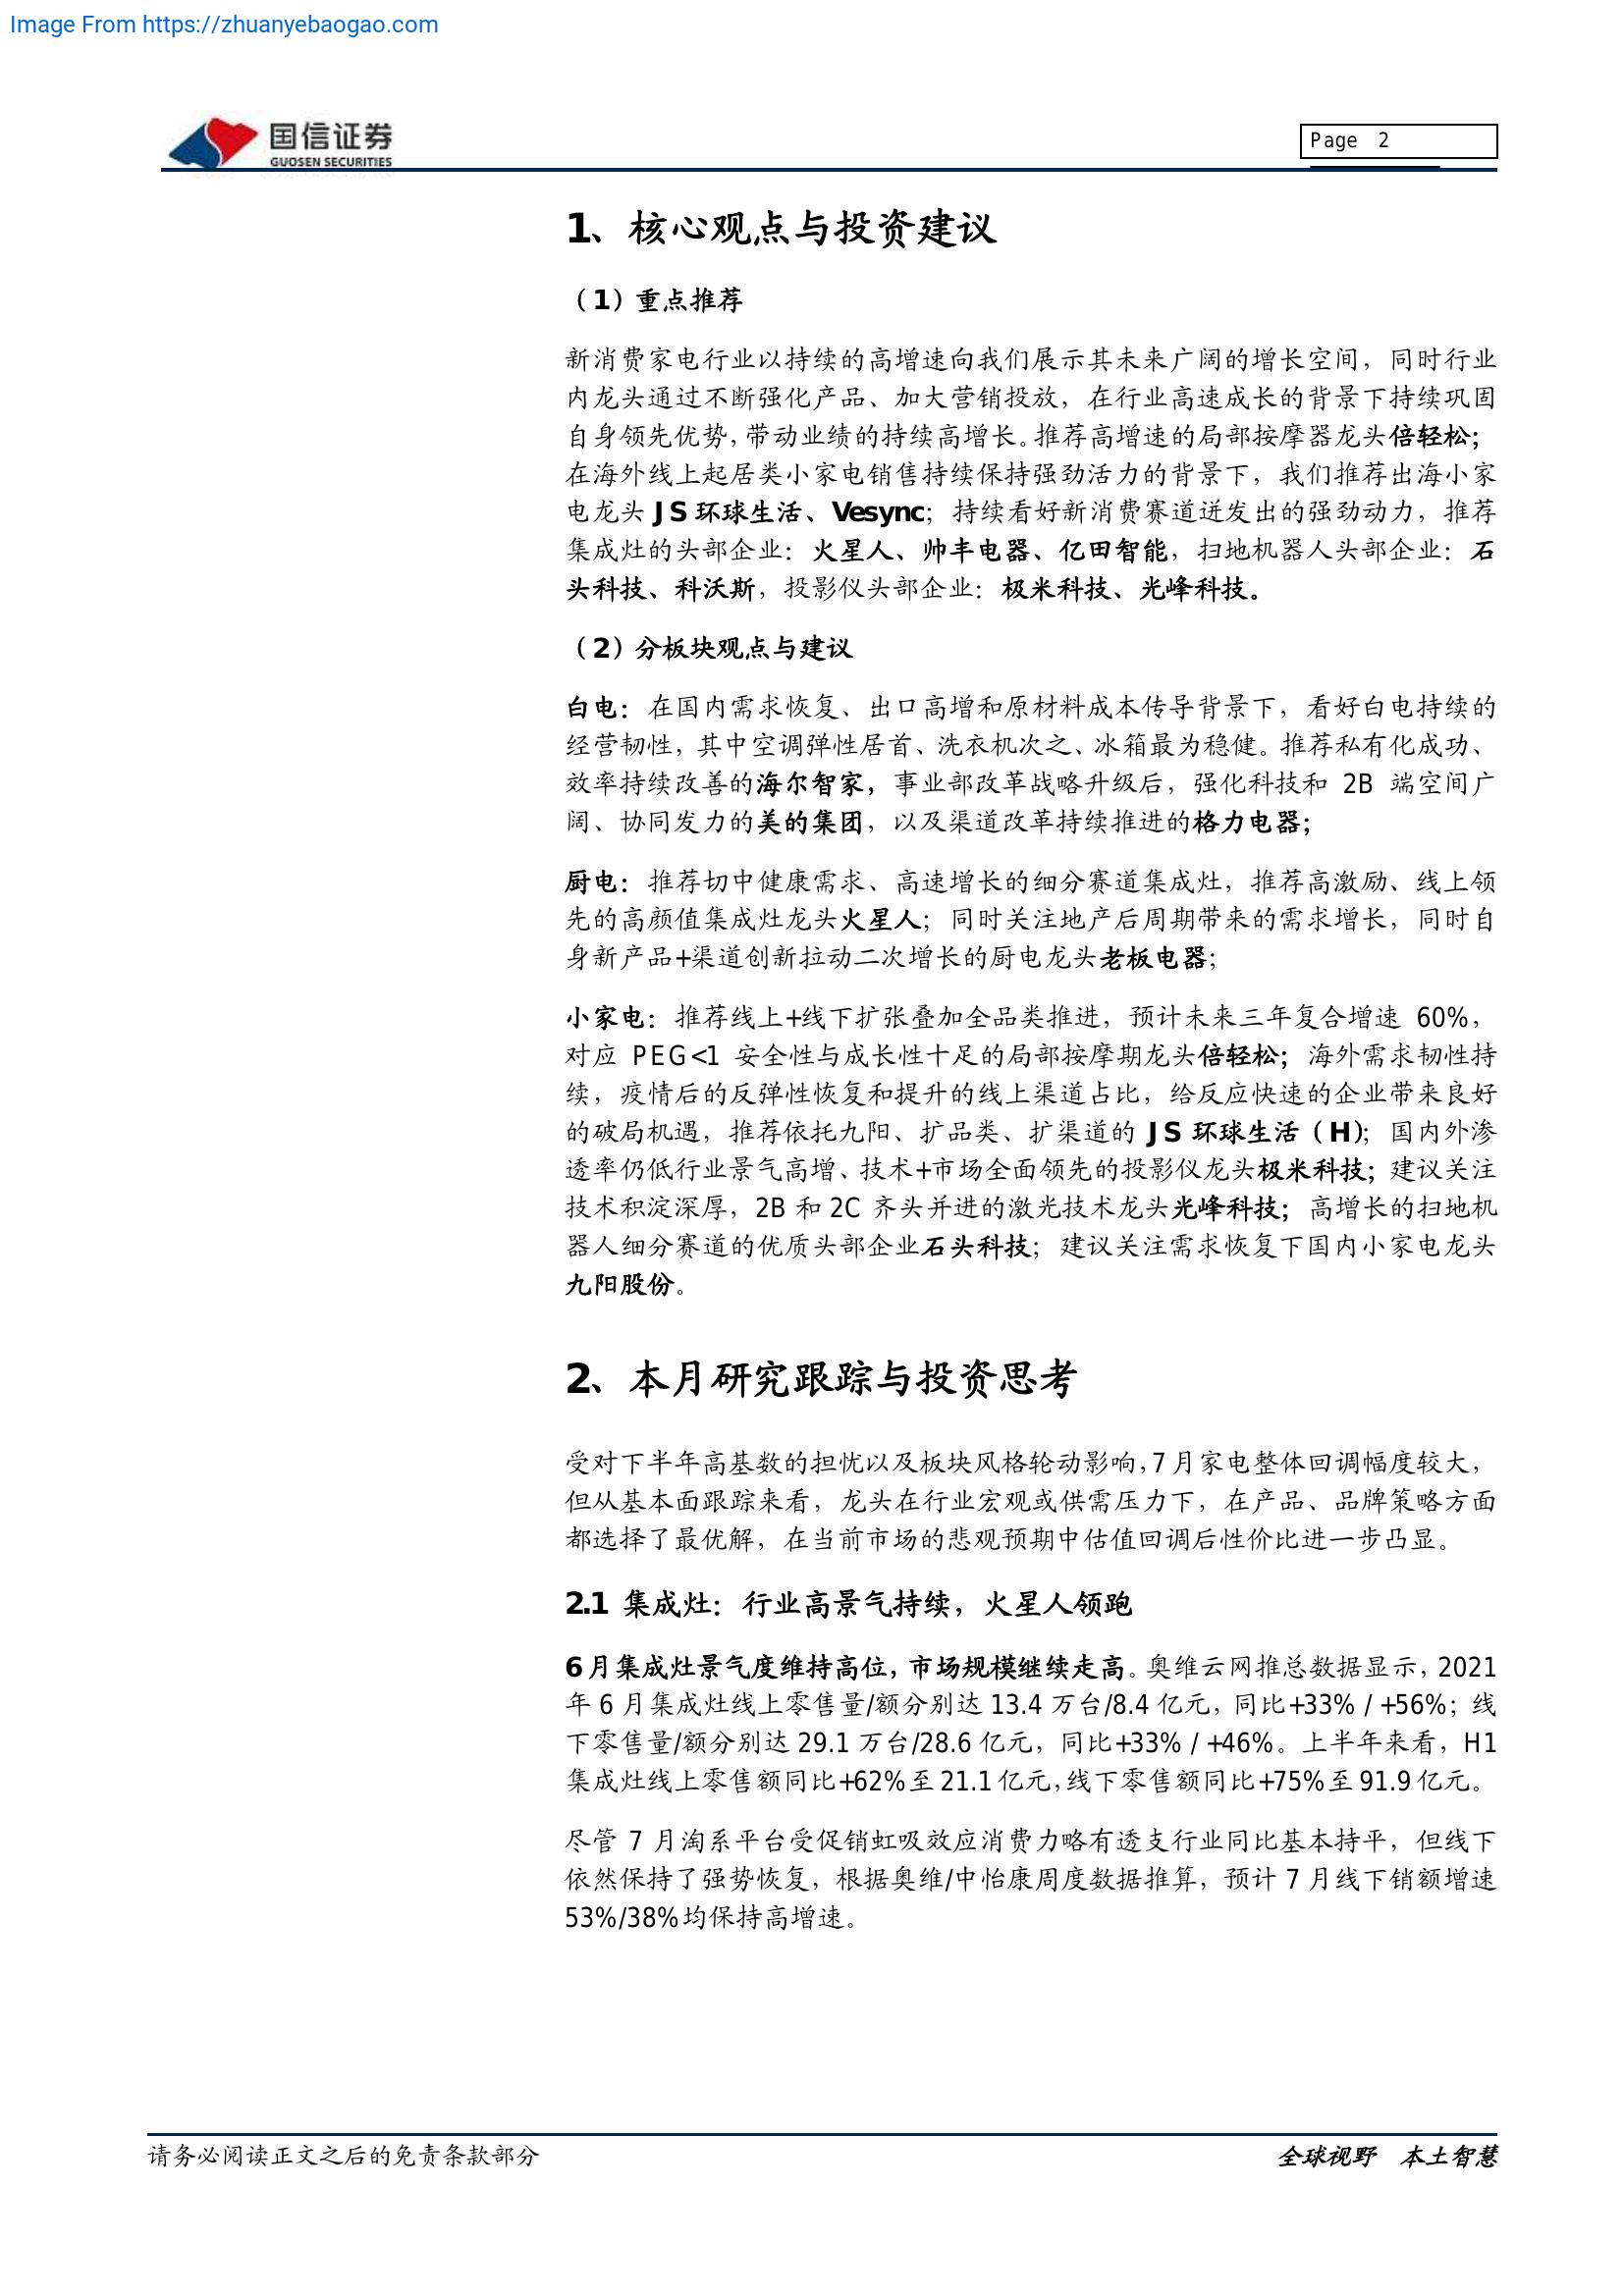 Image From https://zhuanyebaogao.com
国信证券
GUOSEN SECURITIES
Page 2
1、核心观点与投资建议
（1）重点推荐
新消费家电行业以持续的高增速向我们展示其未来广阔的增长空间，同时行业
内龙头通过不断强化产品、加大营销投放，在行业高速成长的背景下持续巩固
自身领先优势，带动业绩的持续高增长。推荐高增速的局部按摩器龙头倍轻松；
在海外线上起居类小家电销售持续保持强劲活力的背景下，我们推荐出海小家
电龙头 JS 环球生活、Vesync；持续看好新消费赛道迸发出的强劲动力，推荐
集成灶的头部企业：火星人、帅丰电器、亿田智能，扫地机器人头部企业：石
头科技、科沃斯，投影仪头部企业：极米科技、光峰科技。
（2）分板块观点与建议
白电：在国内需求恢复、出口高增和原材料成本传导背景下，看好白电持续的
经营韧性，其中空调弹性居首、洗衣机次之、冰箱最为稳健。推荐私有化成功、
效率持续改善的海尔智家，事业部改革战略升级后，强化科技和 2B 端空间广
阔、协同发力的美的集团，以及渠道改革持续推进的格力电器；
厨电：推荐切中健康需求、高速增长的细分赛道集成灶，推荐高激励、线上领
先的高颜值集成灶龙头火星人；同时关注地产后周期带来的需求增长，同时自
身新产品+渠道创新拉动二次增长的厨电龙头老板电器；
小家电：推荐线上+线下扩张叠加全品类推进，预计未来三年复合增速 60%，
对应 PEG<1 安全性与成长性十足的局部按摩期龙头倍轻松；海外需求韧性持
续，疫情后的反弹性恢复和提升的线上渠道占比，给反应快速的企业带来良好
的破局机遇，推荐依托九阳、扩品类、扩渠道的 JS 环球生活（H）；国内外渗
透率仍低行业景气高增、技术+市场全面领先的投影仪龙头极米科技；建议关注
技术积淀深厚，2B 和 2C 齐头并进的激光技术龙头光峰科技；高增长的扫地机
器人细分赛道的优质头部企业石头科技；建议关注需求恢复下国内小家电龙头
九阳股份。
2、本月研究跟踪与投资思考
受对下半年高基数的担忧以及板块风格轮动影响，7 月家电整体回调幅度较大，
但从基本面跟踪来看，龙头在行业宏观或供需压力下，在产品、品牌策略方面
都选择了最优解，在当前市场的悲观预期中估值回调后性价比进一步凸显。
2.1 集成灶：行业高景气持续，火星人领跑
6 月集成灶景气度维持高位，市场规模继续走高。奥维云网推总数据显示，2021
年 6 月集成灶线上零售量/额分别达 13.4 万台/8.4 亿元，同比+33% / +56%；线
下零售量/额分别达 29.1 万台/28.6 亿元，同比+33% / +46%。上半年来看，H1
集成灶线上零售额同比+62%至 21.1 亿元，线下零售额同比+75%至 91.9 亿元。
尽管 7 月淘系平台受促销虹吸效应消费力略有透支行业同比基本持平，但线下
依然保持了强势恢复，根据奥维/中怡康周度数据推算，预计 7 月线下销额增速
53%/38%均保持高增速。
请务必阅读正文之后的免责条款部分
全球视野 本土智慧